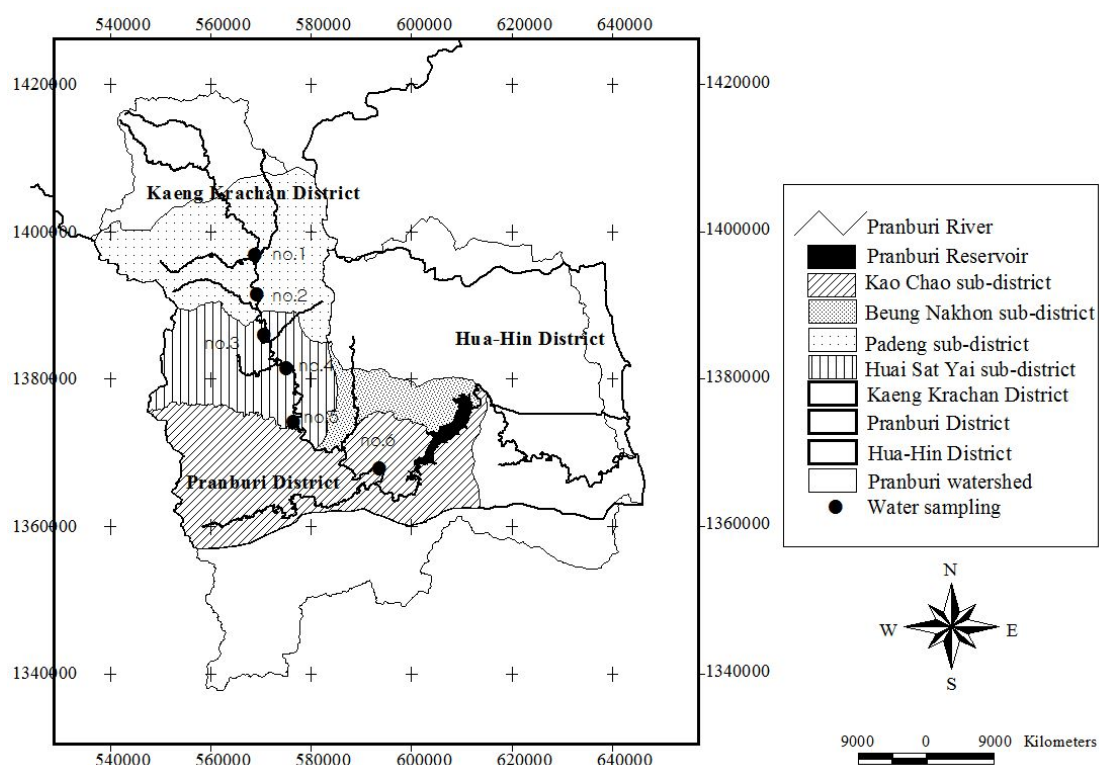 540000 560000 580000 600000 620000 640000
1420000 1420000
Kaeng Krachan District
1400000 1400000
no.1
no.2
no.3
Hua-Hin District
no.4
1380000 1380000
no.5
no.6
Pranburi District
1360000 1360000
1340000 1340000
540000 560000 580000 600000 620000 640000
Pranburi River
Pranburi Reservoir
Kao Chao sub-district
Beung Nakhon sub-district
Padeng sub-district
Huai Sat Yai sub-district
Kaeng Krachan District
Pranburi District
Hua-Hin District
Pranburi watershed
Water sampling
N
W E
S
9000 0 9000 Kilometers